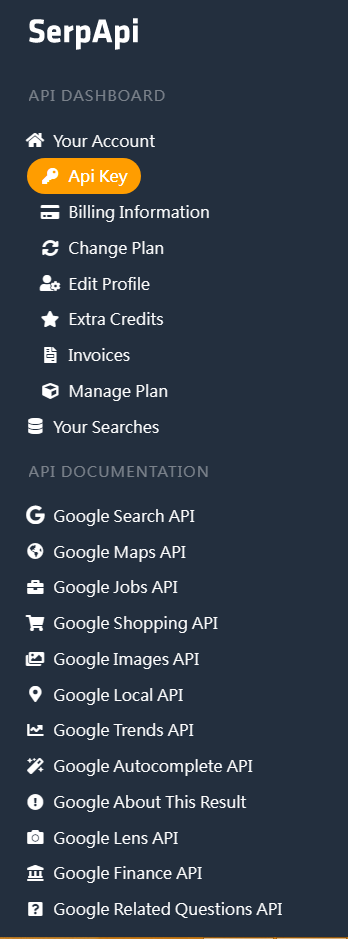 SerpApi
API DASHBOARD
Your Account
Api Key
Billing Information
Change Plan
Edit Profile
Extra Credits
Invoices
Manage Plan
Your Searches
API DOCUMENTATION
Google Search API
Google Maps API
Google Jobs API
Google Shopping API
Google Images API
Google Local API
Google Trends API
Google Autocomplete API
Google About This Result
Google Lens API
Google Finance API
Google Related Questions API